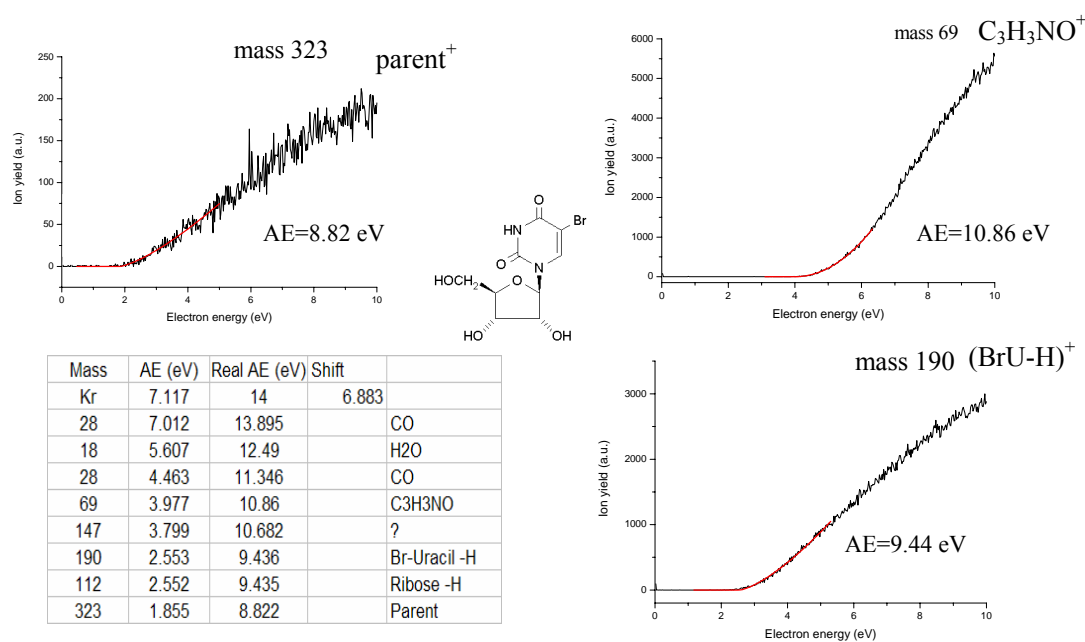 mass 323 parent⁺
250
200
150
100
50
0
0 2 4 6 8 10
Ion yield (a.u.)
Electron energy (eV)
AE=8.82 eV
mass 69 C₃H₃NO⁺
6000
5000
4000
3000
2000
1000
0
0 2 4 6 8 10
Ion yield (a.u.)
Electron energy (eV)
AE=10.86 eV
O
Br
NH
O N
HOCH₂ O
HO OH
Mass AE (eV) Real AE (eV) Shift
Kr 7.117 14 6.883
28 7.012 13.895 CO
18 5.607 12.49 H2O
28 4.463 11.346 CO
69 3.977 10.86 C3H3NO
147 3.799 10.682 ?
190 2.553 9.436 Br-Uracil -H
112 2.552 9.435 Ribose -H
323 1.855 8.822 Parent
mass 190 (BrU-H)⁺
3000
2000
1000
0
0 2 4 6 8 10
Ion yield (a.u.)
Electron energy (eV)
AE=9.44 eV